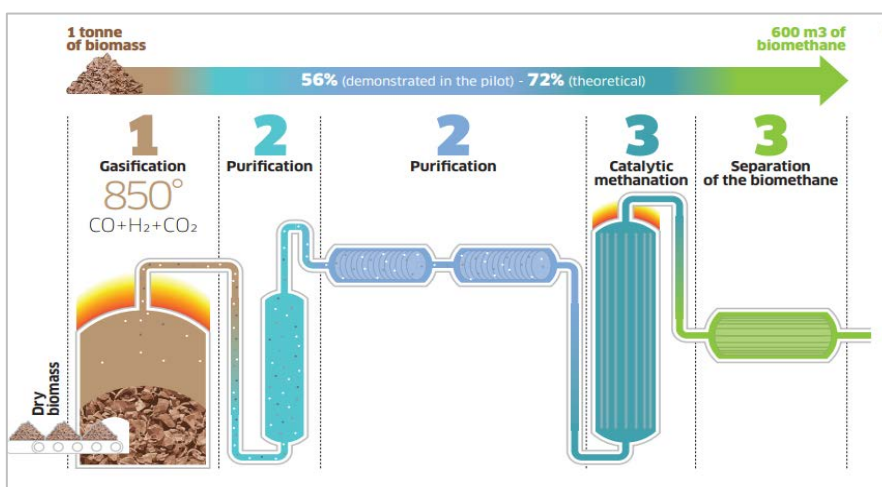 1 tonne
of biomass
600 m3 of
biomethane
56% (demonstrated in the pilot) - 72% (theoretical)
1
Gasification
850°
CO+H₂+CO₂
2
Purification
2
Purification
3
Catalytic
methanation
3
Separation
of the biomethane
Dry
biomass